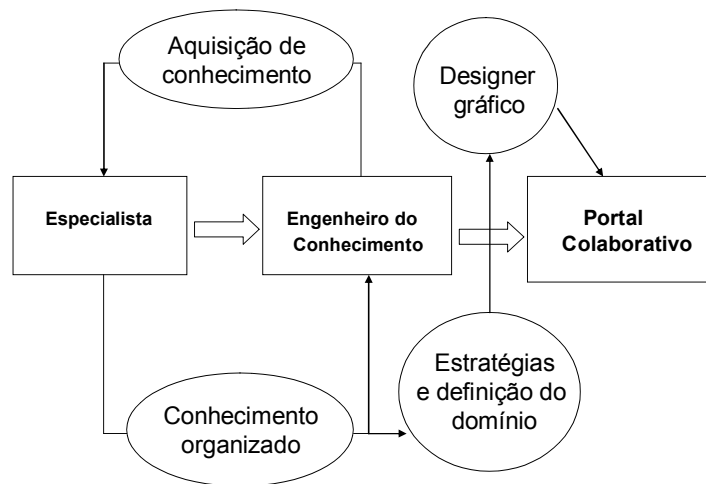 Aquisição de
conhecimento
Designer
gráfico
Especialista
Engenheiro do
Conhecimento
Portal
Colaborativo
Conhecimento
organizado
Estratégias
e definição do
domínio